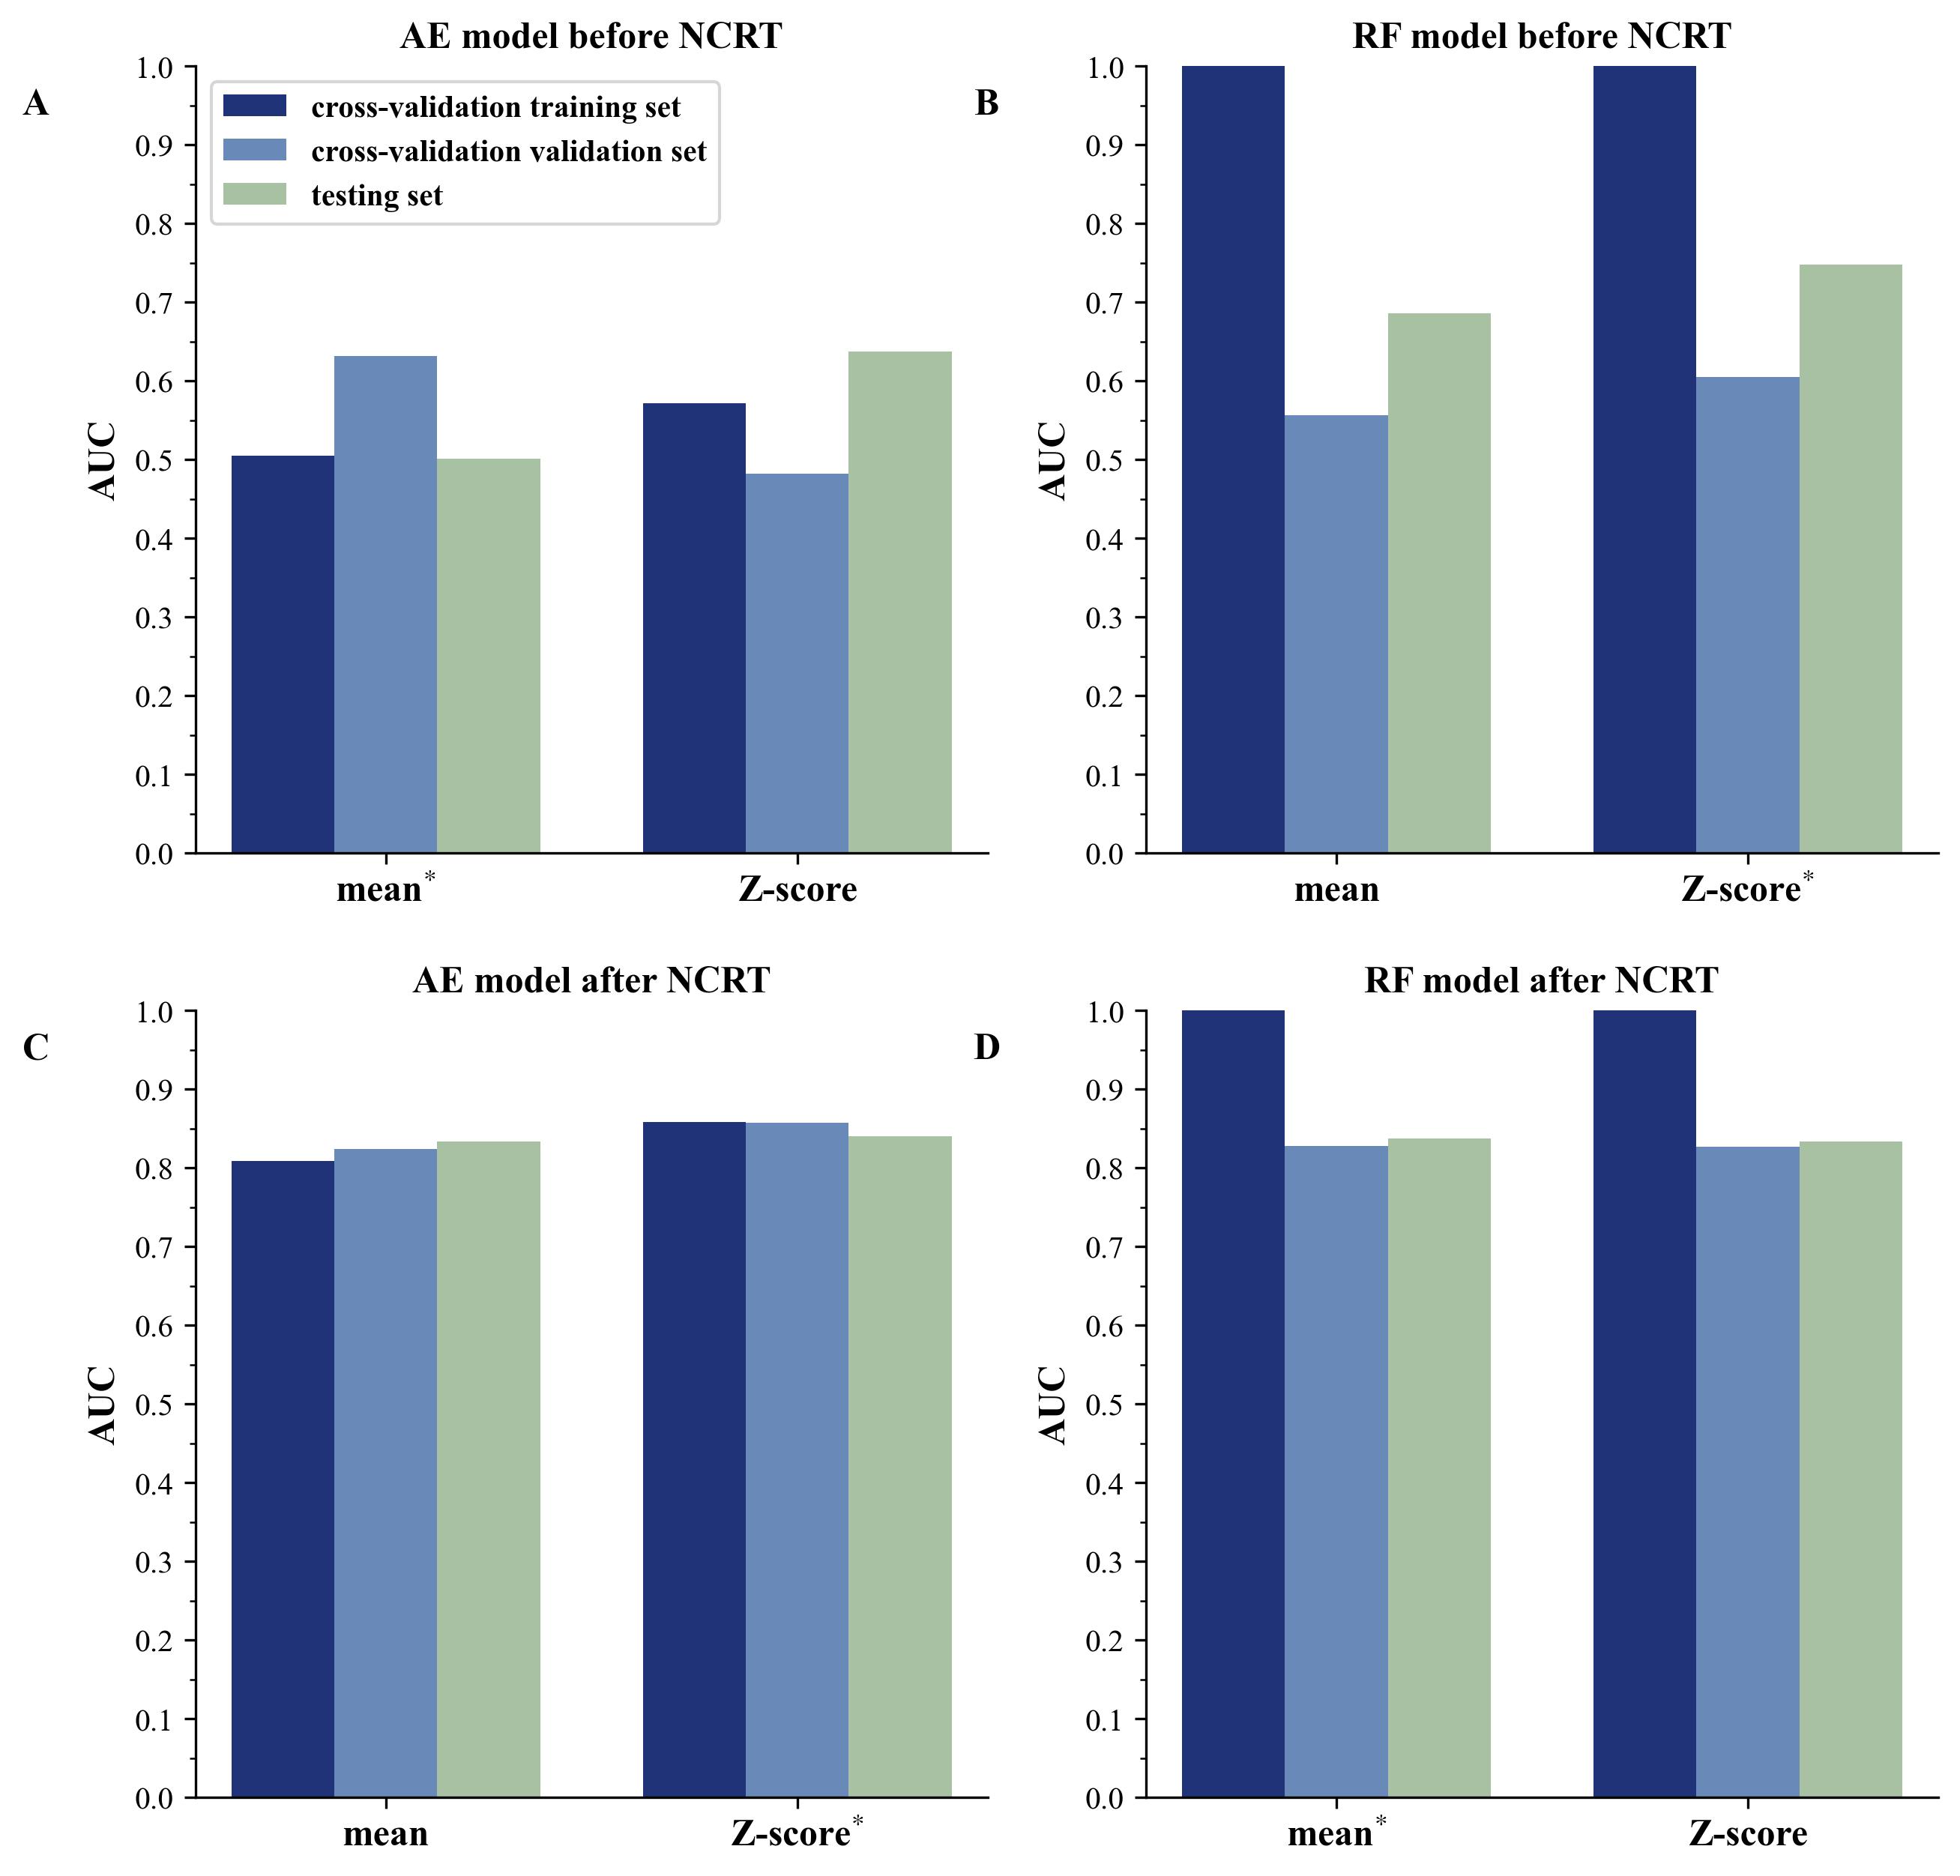 AE model before NCRT
A
1.0
0.9
0.8
0.7
0.6
0.5
0.4
0.3
0.2
0.1
0.0
AUC
cross-validation training set
cross-validation validation set
testing set
mean*
Z-score
RF model before NCRT
B
1.0
0.9
0.8
0.7
0.6
0.5
0.4
0.3
0.2
0.1
0.0
AUC
mean
Z-score*
AE model after NCRT
C
1.0
0.9
0.8
0.7
0.6
0.5
0.4
0.3
0.2
0.1
0.0
AUC
mean
Z-score*
RF model after NCRT
D
1.0
0.9
0.8
0.7
0.6
0.5
0.4
0.3
0.2
0.1
0.0
AUC
mean*
Z-score